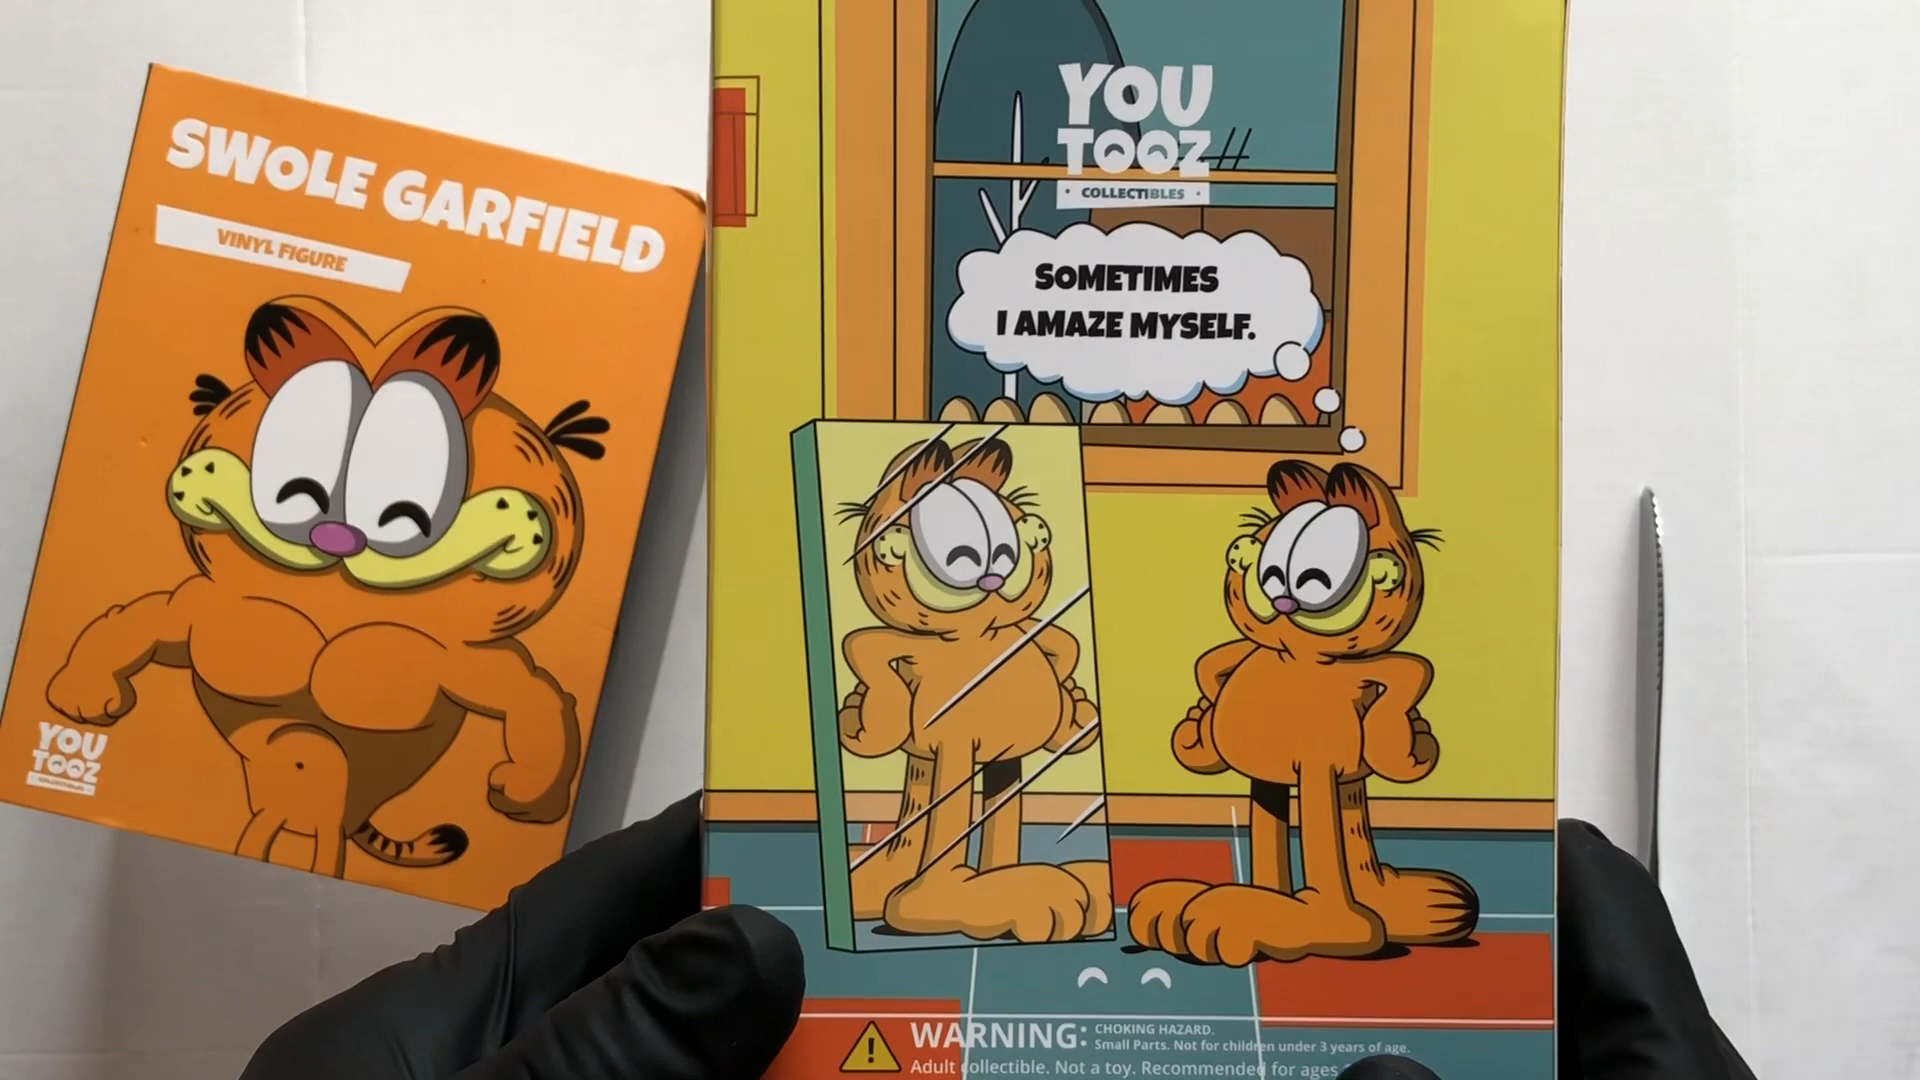 SWOLE GARFIELD
VINYL FIGURE
YOU
TOOZ
COLLECTIBLES
YOU
TOOZ
COLLECTIBLES
SOMETIMES
I AMAZE MYSELF.
WARNING: CHOKING HAZARD.
Small Parts. Not for children under 3 years of age.
Adult collectible. Not a toy. Recommended for ages